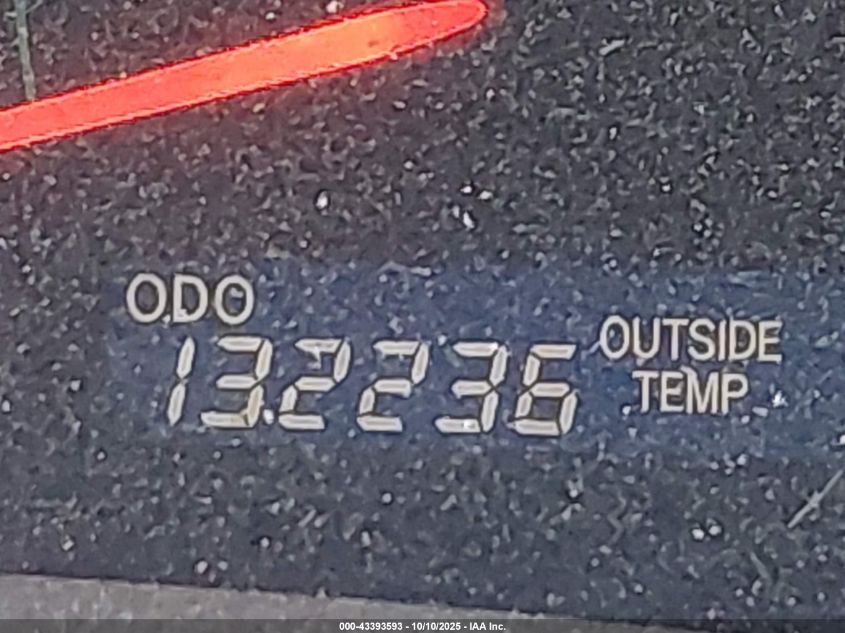 ODO
132236
OUTSIDE
TEMP
000-43393593 - 10/10/2025 - IAA Inc.